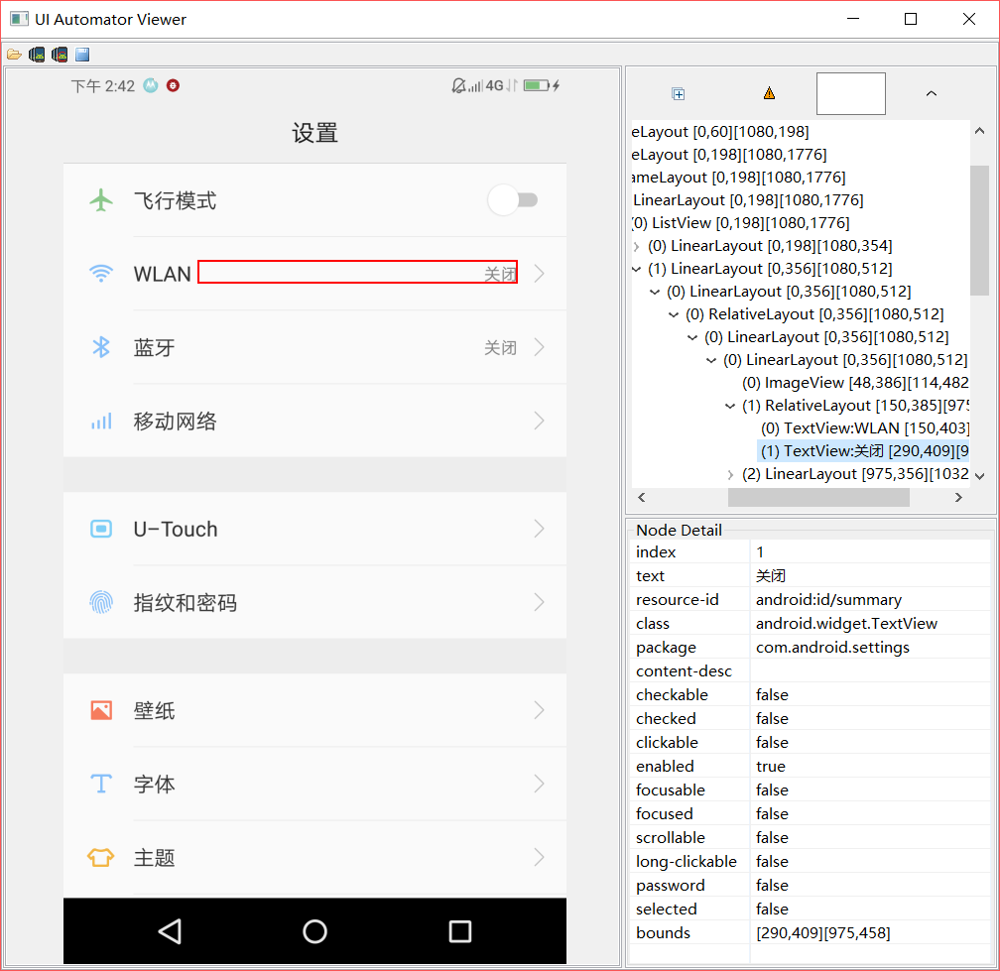 UI Automator Viewer
下午 2:42
4G
设置
飞行模式
WLAN 关闭
蓝牙 关闭
移动网络
U-Touch
指纹和密码
壁纸
字体
主题
eLayout [0,60][1080,198]
eLayout [0,198][1080,1776]
ameLayout [0,198][1080,1776]
LinearLayout [0,198][1080,1776]
(0) ListView [0,198][1080,1776]
(0) LinearLayout [0,198][1080,354]
(1) LinearLayout [0,356][1080,512]
(0) LinearLayout [0,356][1080,512]
(0) RelativeLayout [0,356][1080,512]
(0) LinearLayout [0,356][1080,512]
(0) LinearLayout [0,356][1080,512]
(0) ImageView [48,386][114,482
(1) RelativeLayout [150,385][975
(0) TextView:WLAN [150,403]
(1) TextView:关闭 [290,409][9
(2) LinearLayout [975,356][1032
Node Detail
index 1
text 关闭
resource-id android:id/summary
class android.widget.TextView
package com.android.settings
content-desc
checkable false
checked false
clickable false
enabled true
focusable false
focused false
scrollable false
long-clickable false
password false
selected false
bounds [290,409][975,458]